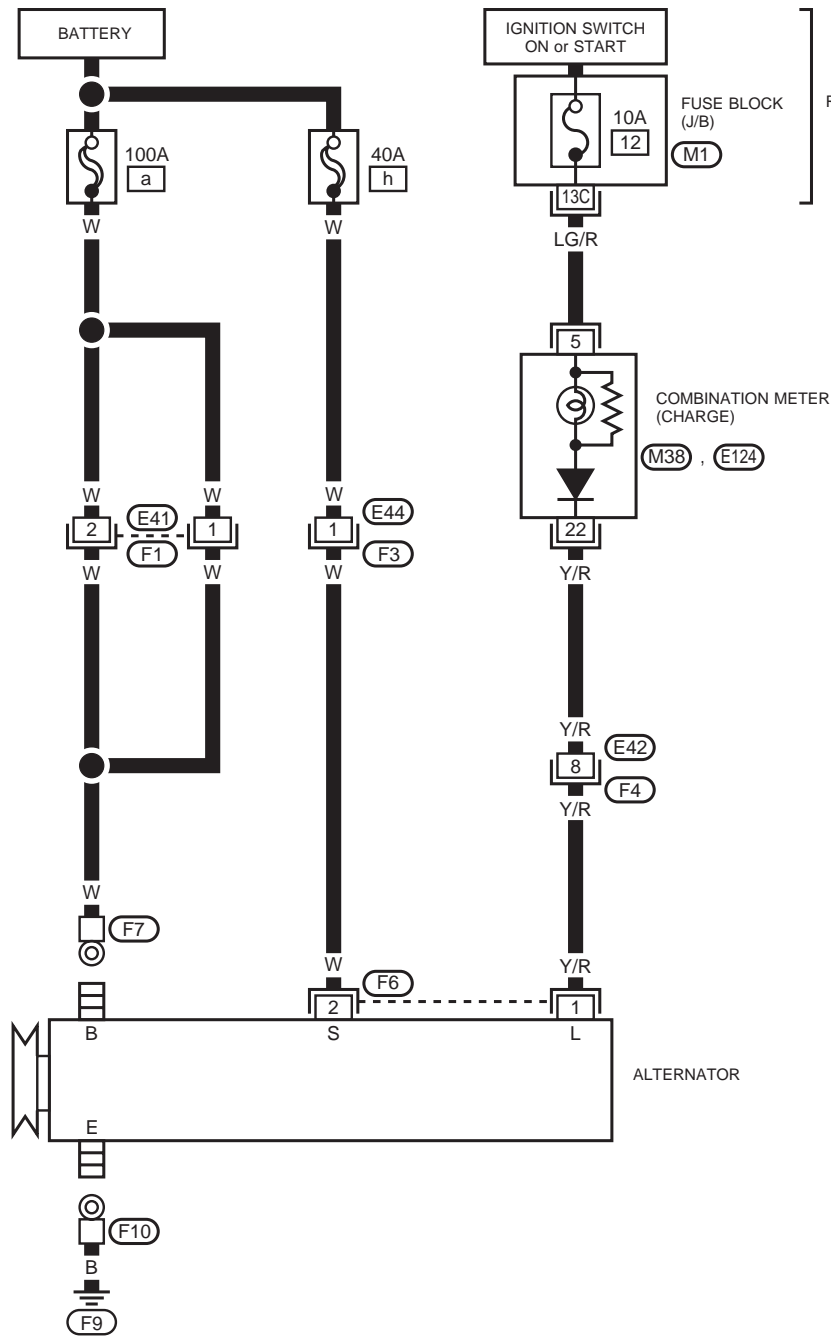 BATTERY
IGNITION SWITCH
ON or START
100A
a
40A
h
10A
12
FUSE BLOCK
(J/B)
M1
13C
W
W
LG/R
5
COMBINATION METER
(CHARGE)
M38 , E124
W
W
W
2
E41
F1
1
1
E44
F3
22
W
W
W
Y/R
Y/R
8
E42
F4
Y/R
W
F7
W
F6
Y/R
2
1
B
S
L
ALTERNATOR
E
F10
B
F9